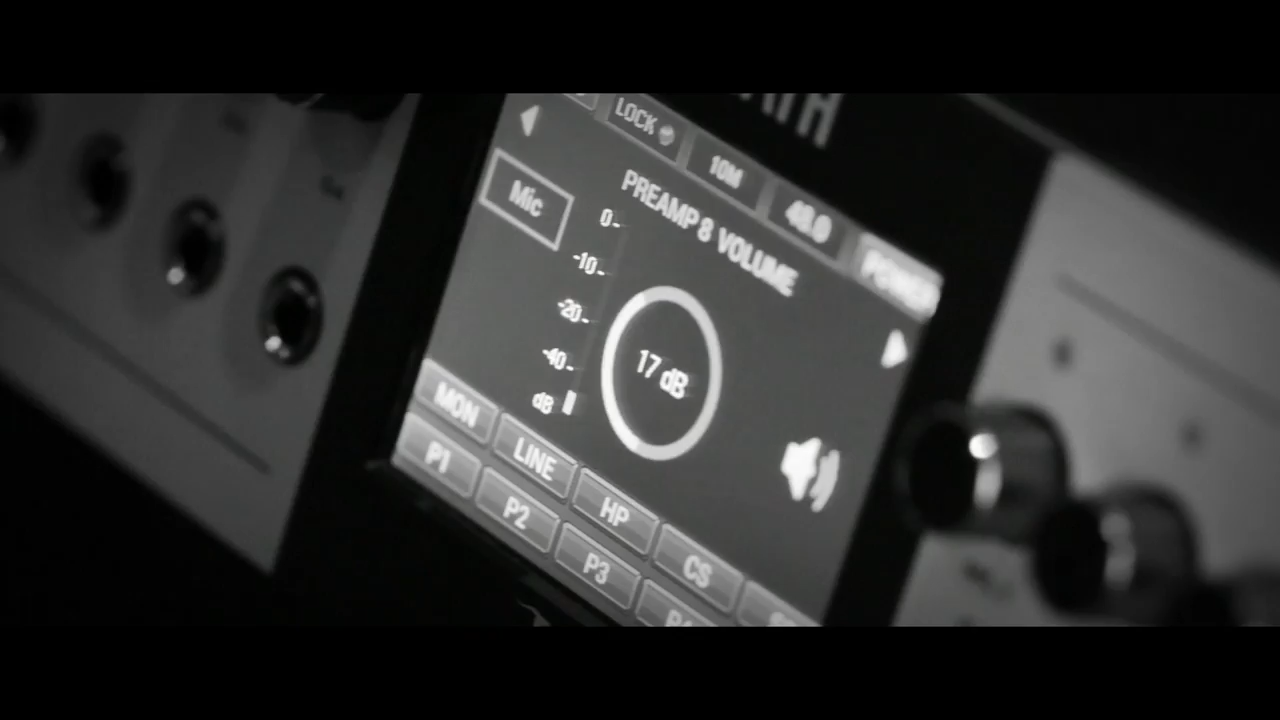 LOCK
10M
48.0
POWER
PREAMP 8 VOLUME
Mic
0-
-10-
-20-
-40-
dB
17 dB
MON
LINE
HP
CS
P1
P2
P3